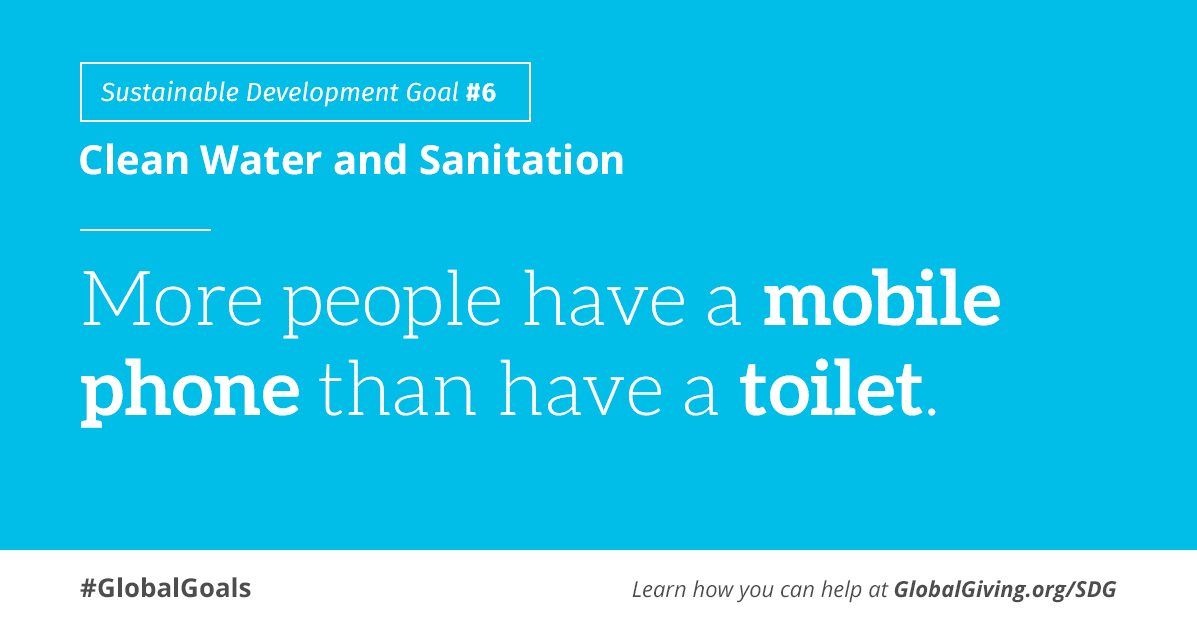 Sustainable Development Goal #6
Clean Water and Sanitation
More people have a mobile
phone than have a toilet.
#GlobalGoals
Learn how you can help at GlobalGiving.org/SDG